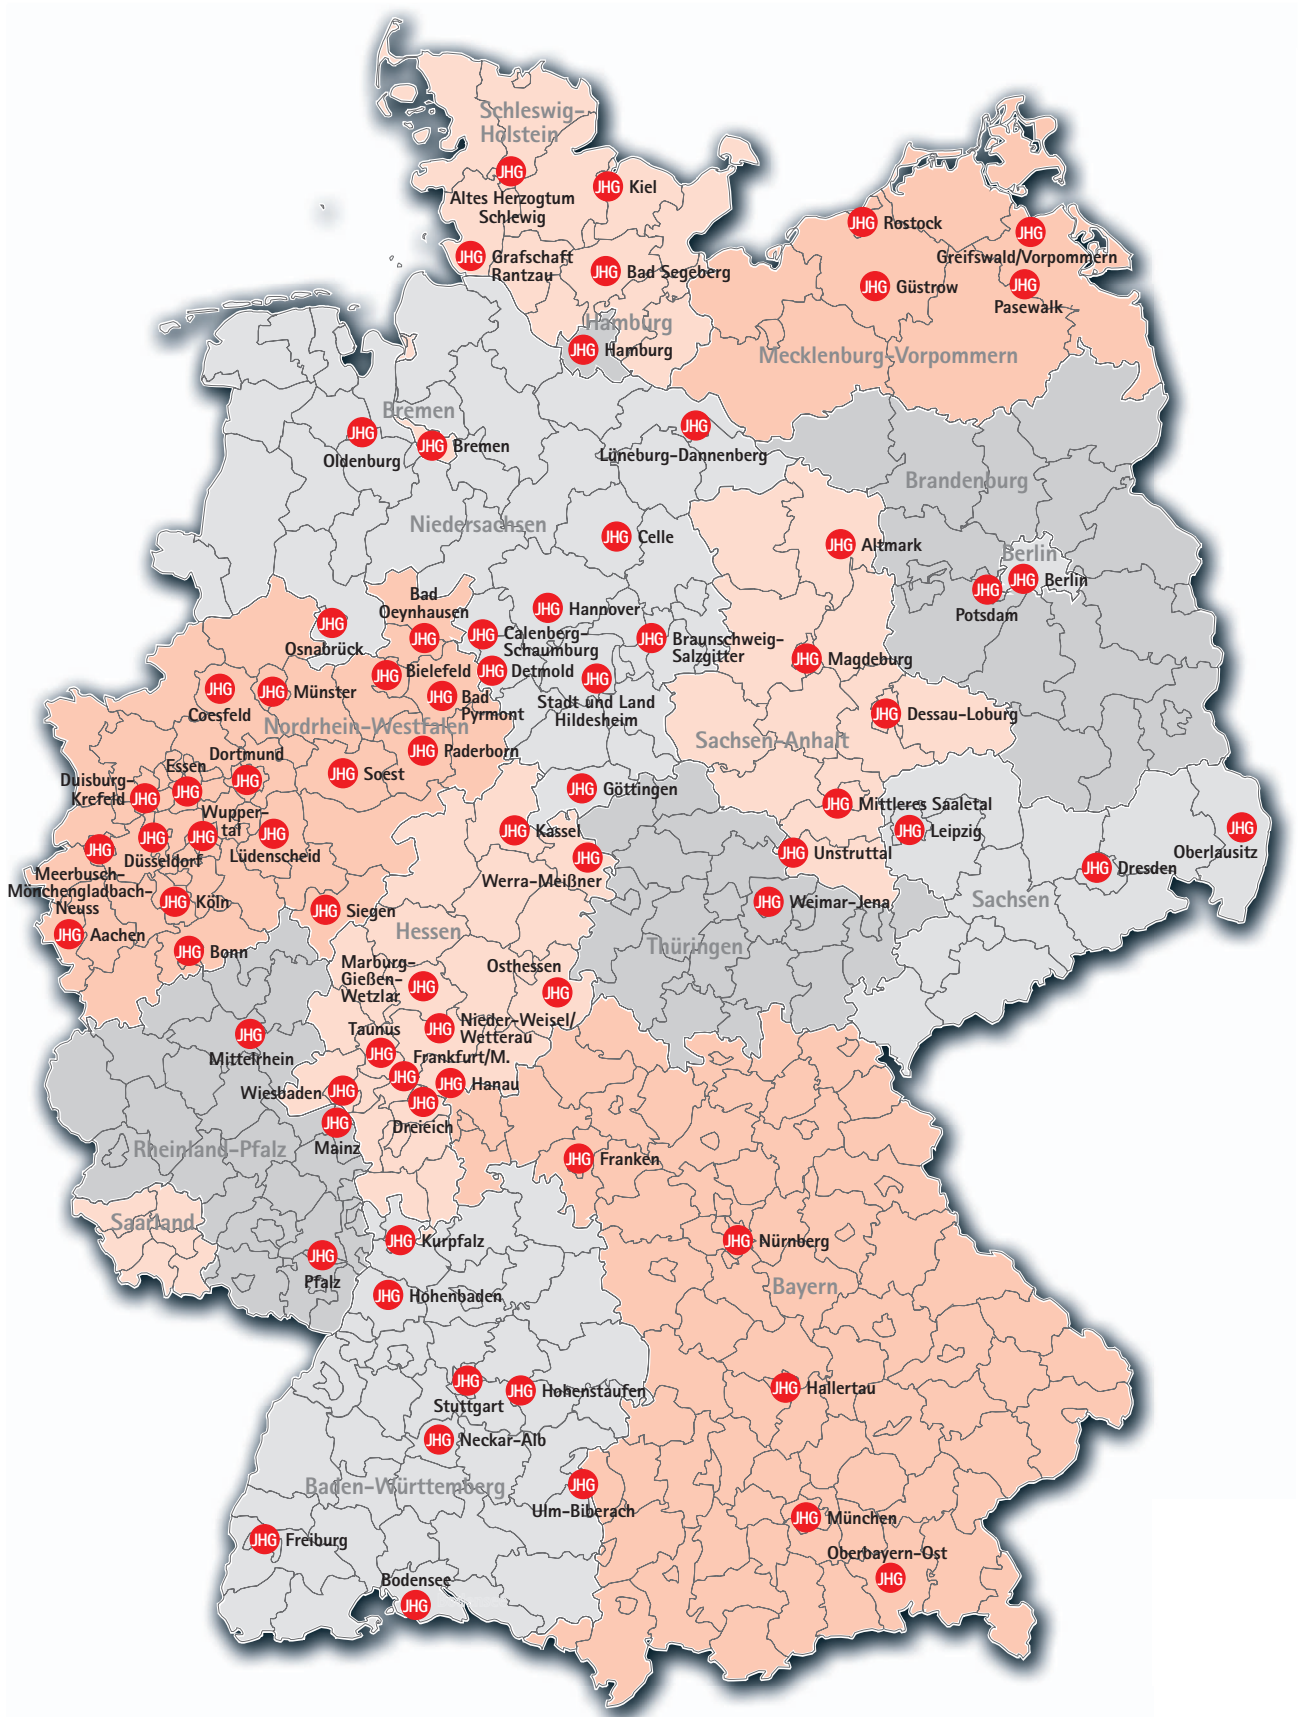 Schleswig-
Holstein
JHG
Altes Herzogtum
Schlewig
JHG Kiel
JHG Grafschaft
Rantzau
JHG Bad Segeberg
Hamburg
JHG Hamburg
JHG Rostock
JHG
Greifswald/Vorpommern
JHG Güstrow
JHG
Pasewalk
Mecklenburg-Vorpommern
Bremen
JHG
Oldenburg
JHG Bremen
JHG
Lüneburg-Dannenberg
Brandenburg
Niedersachsen
JHG Celle
JHG Altmark
Berlin
JHG Berlin
JHG
Potsdam
JHG
Osnabrück
Bad
Oeynhausen
JHG
JHG Hannover
JHG Calenberg-
Schaumburg
JHG Braunschweig-
Salzgitter
JHG Magdeburg
JHG Bielefeld
JHG Detmold
JHG
Stadt und Land
Hildesheim
JHG
Coesfeld
JHG Münster
JHG Bad
Pyrmont
JHG Dessau-Loburg
Nordrhein-Westfalen
Sachsen-Anhalt
Dortmund
JHG
JHG Paderborn
Essen
JHG
JHG Soest
Duisburg-
Krefeld JHG
JHG Göttingen
JHG Mittleres Saaletal
Wupper-
tal
JHG
JHG
Düsseldorf
JHG
Lüdenscheid
JHG Kassel
JHG Leipzig
JHG
Oberlausitz
JHG
Meerbusch-
Mönchengladbach-
Neuss
JHG
Werra-Meißner
JHG Unstruttal
JHG Dresden
JHG Köln
JHG Siegen
JHG Weimar-Jena
Sachsen
JHG Aachen
Hessen
JHG Bonn
Thüringen
Marburg-
Gießen-
Wetzlar
JHG
Osthessen
JHG
JHG
Mittelrhein
Taunus
JHG
JHG Nieder-Weisel/
Wetterau
Frankfurt/M.
JHG
Wiesbaden JHG
JHG Hanau
JHG
Dreieich
JHG
Mainz
Rheinland-Pfalz
JHG Franken
Saarland
JHG Kurpfalz
JHG Nürnberg
JHG
Pfalz
Bayern
JHG Hohenbaden
JHG
Stuttgart
JHG Hohenstaufen
JHG Hallertau
JHG Neckar-Alb
Baden-Württemberg
JHG
Ulm-Biberach
JHG München
JHG Freiburg
Oberbayern-Ost
JHG
Bodensee
JHG